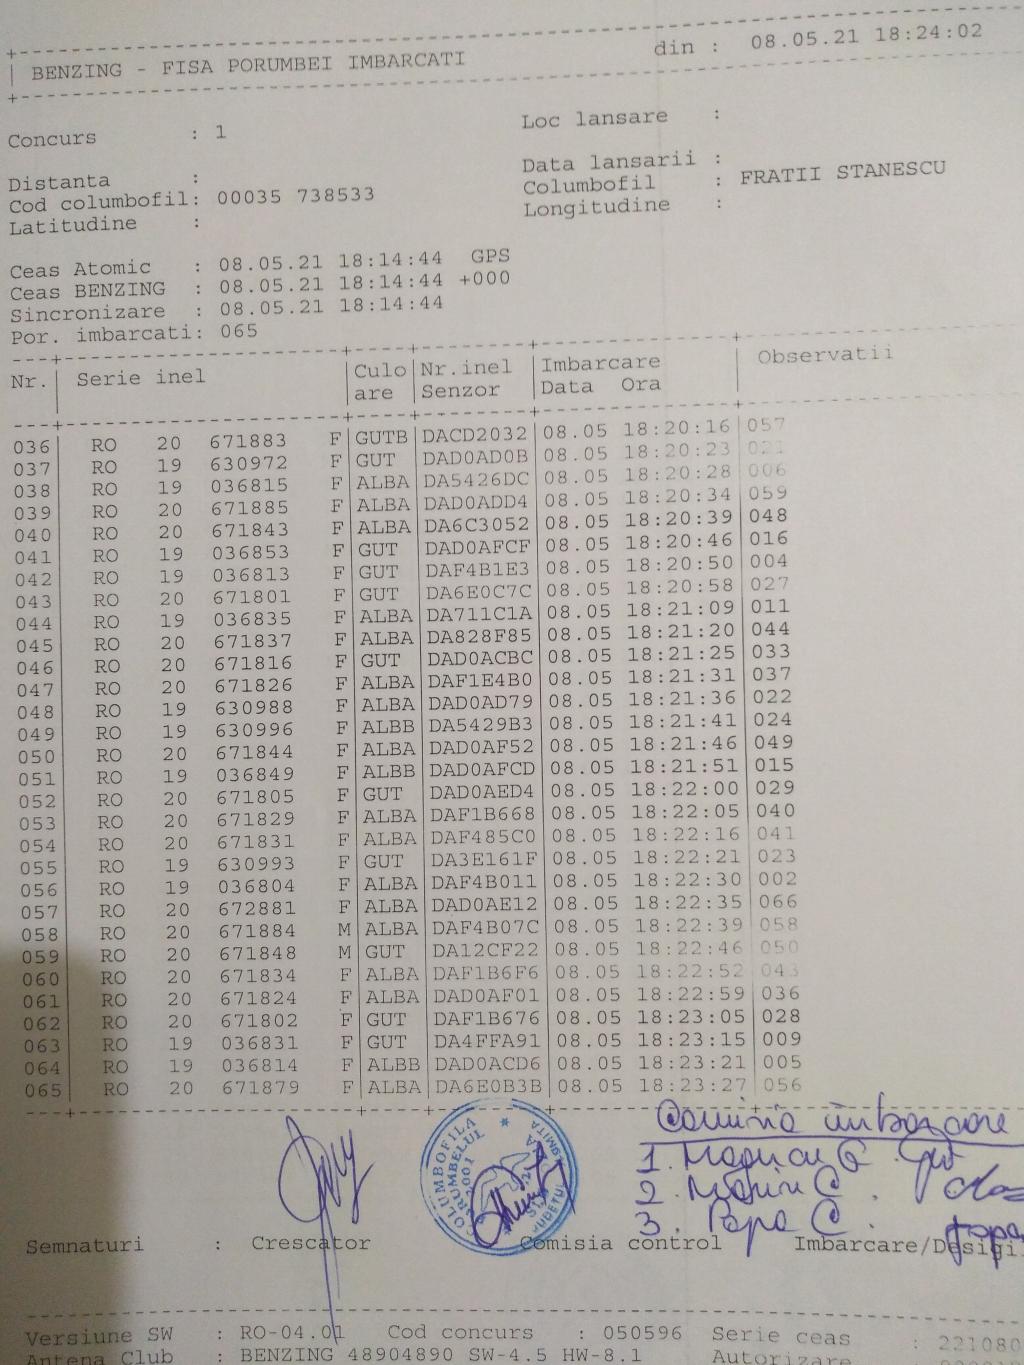 BENZING - FISA PORUMBEI IMBARCATI din : 08.05.21 18:24:02
Concurs : 1 Loc lansare :
Distanta : Data lansarii :
Cod columbofil: 00035 738533 Columbofil : FRATII STANESCU
Latitudine : Longitudine :
Ceas Atomic : 08.05.21 18:14:44 GPS
Ceas BENZING : 08.05.21 18:14:44 +000
Sincronizare : 08.05.21 18:14:44
Por. imbarcati: 065
Nr. Serie inel Culo Nr.inel Imbarcare Observatii
are Senzor Data Ora
036 RO 20 671883 F GUTB DACD2032 08.05 18:20:16 057
037 RO 19 630972 F GUT DAD0AD0B 08.05 18:20:23 021
038 RO 19 036815 F ALBA DA5426DC 08.05 18:20:28 006
039 RO 20 671885 F ALBA DAD0ADD4 08.05 18:20:34 059
040 RO 20 671843 F ALBA DA6C3052 08.05 18:20:39 048
041 RO 19 036853 F GUT DAD0AFCF 08.05 18:20:46 016
042 RO 19 036813 F GUT DAF4B1E3 08.05 18:20:50 004
043 RO 20 671801 F GUT DA6E0C7C 08.05 18:20:58 027
044 RO 19 036835 F ALBA DA711C1A 08.05 18:21:09 011
045 RO 20 671837 F ALBA DA828F85 08.05 18:21:20 044
046 RO 20 671816 F GUT DAD0ACBC 08.05 18:21:25 033
047 RO 20 671826 F ALBA DAF1E4B0 08.05 18:21:31 037
048 RO 19 630988 F ALBA DAD0AD79 08.05 18:21:36 022
049 RO 19 630996 F ALBB DA5429B3 08.05 18:21:41 024
050 RO 20 671844 F ALBA DAD0AF52 08.05 18:21:46 049
051 RO 19 036849 F ALBB DAD0AFCD 08.05 18:21:51 015
052 RO 20 671805 F GUT DAD0AED4 08.05 18:22:00 029
053 RO 20 671829 F ALBA DAF1B668 08.05 18:22:05 040
054 RO 20 671831 F ALBA DAF485C0 08.05 18:22:16 041
055 RO 19 630993 F GUT DA3E161F 08.05 18:22:21 023
056 RO 19 036804 F ALBA DAF4B011 08.05 18:22:30 002
057 RO 20 672881 F ALBA DAD0AE12 08.05 18:22:35 066
058 RO 20 671884 M ALBA DAF4B07C 08.05 18:22:39 058
059 RO 20 671848 M GUT DA12CF22 08.05 18:22:46 050
060 RO 20 671834 F ALBA DAF1B6F6 08.05 18:22:52 043
061 RO 20 671824 F ALBA DAD0AF01 08.05 18:22:59 036
062 RO 20 671802 F GUT DAF1B676 08.05 18:23:05 028
063 RO 19 036831 F GUT DA4FFA91 08.05 18:23:15 009
064 RO 19 036814 F ALBB DAD0ACD6 08.05 18:23:21 005
065 RO 20 671879 F ALBA DA6E0B3B 08.05 18:23:27 056
imbarcare
1.
2. Marin C.
3. Popa C.
Semnaturi : Crescator Comisia control Imbarcare/Desigi
Versiune SW : RO-04.01 Cod concurs : 050596 Serie ceas : 221080
Antena Club : BENZING 48904890 SW-4.5 HW-8.1 Autorizare